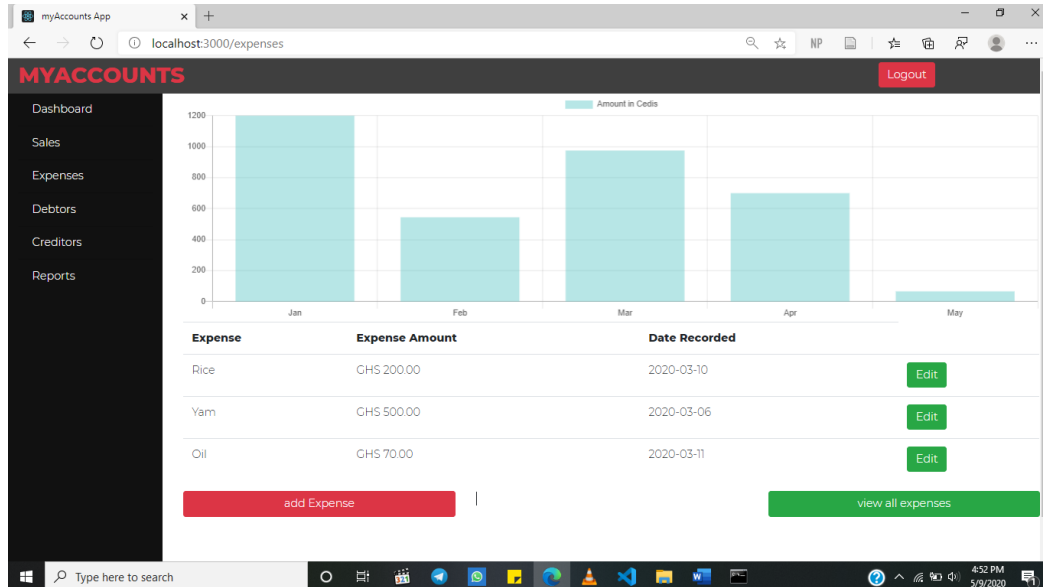 myAccounts App
localhost:3000/expenses
NP
MYACCOUNTS
Logout
Dashboard
Sales
Expenses
Debtors
Creditors
Reports
Amount in Cedis
1200
1000
800
600
400
200
0
Jan Feb Mar Apr May
Expense Expense Amount Date Recorded
Rice GHS 200.00 2020-03-10 Edit
Yam GHS 500.00 2020-03-06 Edit
Oil GHS 70.00 2020-03-11 Edit
add Expense view all expenses
Type here to search
321
4:52 PM
5/9/2020